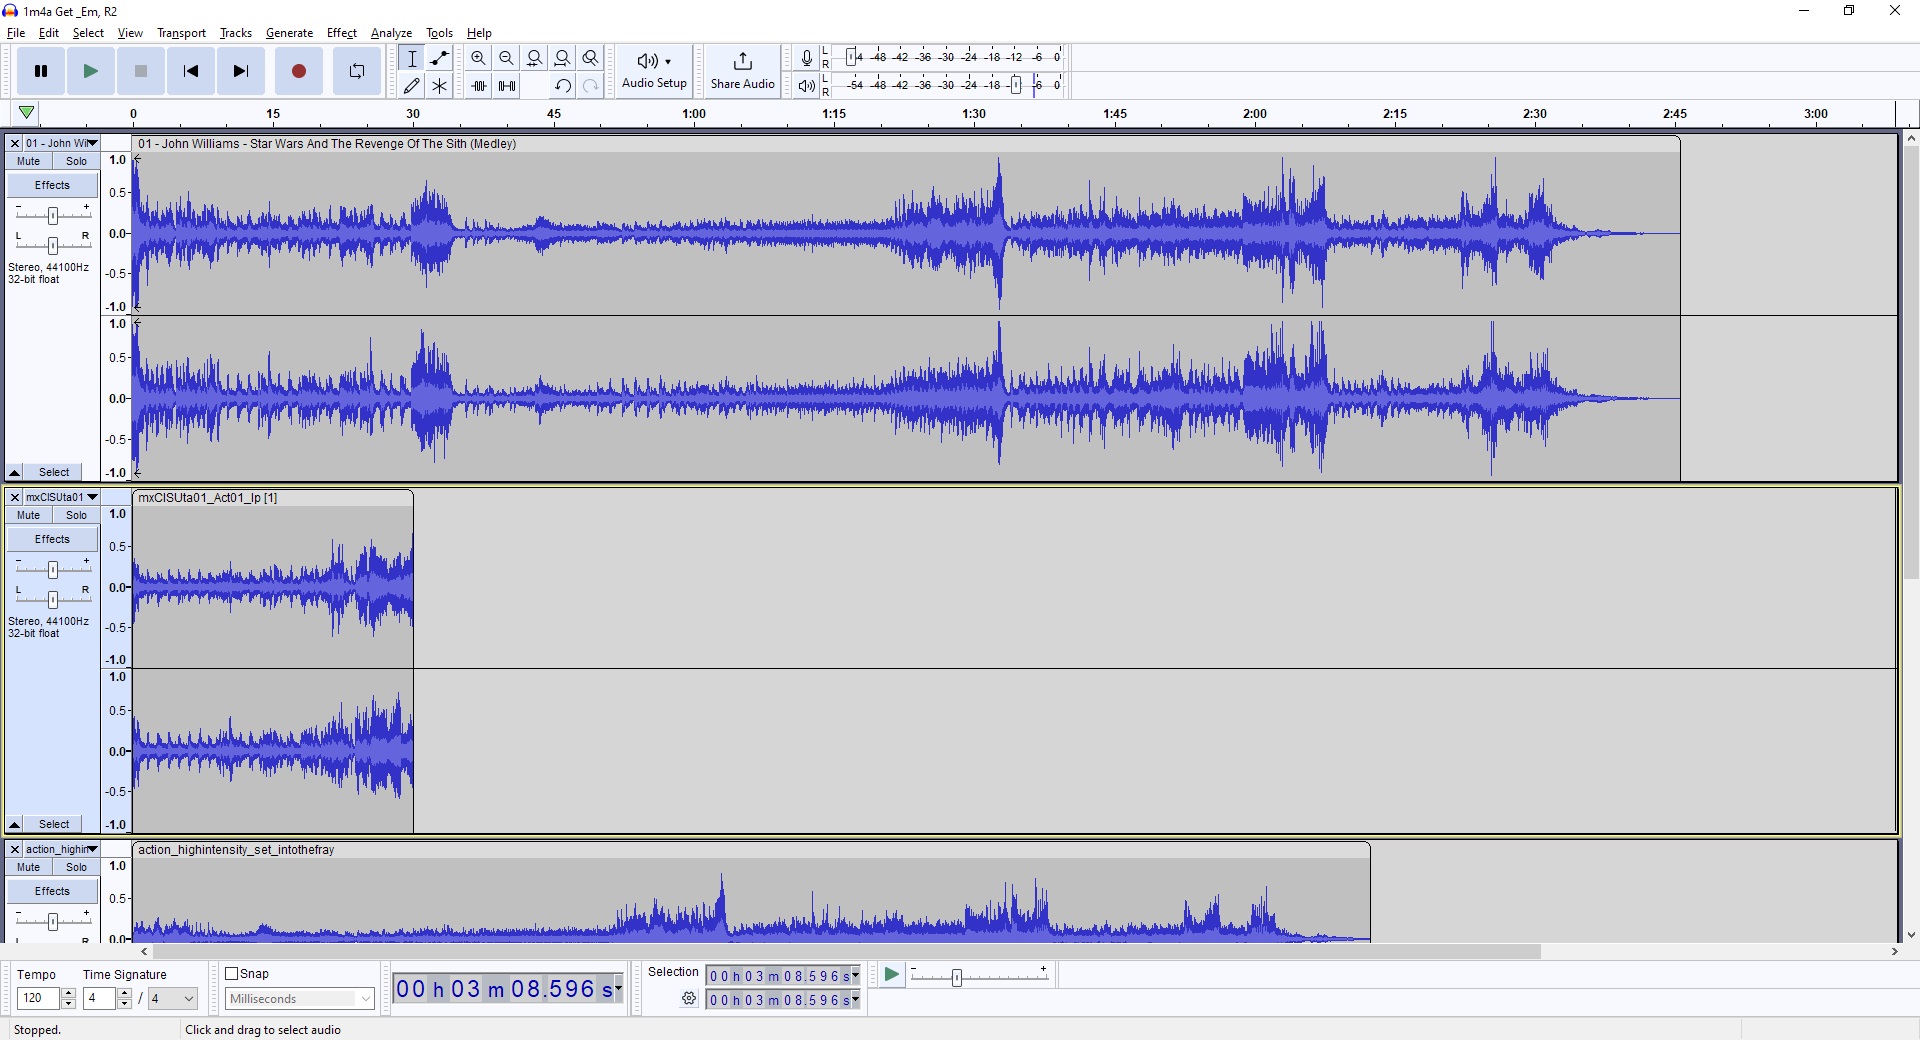 1m4a Get _Em, R2
File Edit Select View Transport Tracks Generate Effect Analyze Tools Help
Audio Setup
Share Audio
L -54 -48 -42 -36 -30 -24 -18 -12 -6 0
R
L -54 -48 -42 -36 -30 -24 -18 -12 -6 0
R
0 15 30 45 1:00 1:15 1:30 1:45 2:00 2:15 2:30 2:45 3:00
01 - John Wil
01 - John Williams - Star Wars And The Revenge Of The Sith (Medley)
Mute Solo
Effects
- +
L R
Stereo, 44100Hz
32-bit float
Select
1.0
0.5-
0.0-
-0.5-
-1.0
1.0
0.5-
0.0-
-0.5-
-1.0
mxCISUta01
mxCISUta01_Act01_lp [1]
Mute Solo
Effects
- +
L R
Stereo, 44100Hz
32-bit float
Select
1.0
0.5-
0.0-
-0.5-
-1.0
1.0
0.5-
0.0-
-0.5-
-1.0
action_highin
action_highintensity_set_intothefray
Mute Solo
Effects
- +
L R
1.0
0.5-
0.0-
Tempo
120
Time Signature
4 / 4
Snap
Milliseconds
00 h 03 m 08.596 s
Selection
00 h 03 m 08.596 s
00 h 03 m 08.596 s
- +
Stopped.
Click and drag to select audio